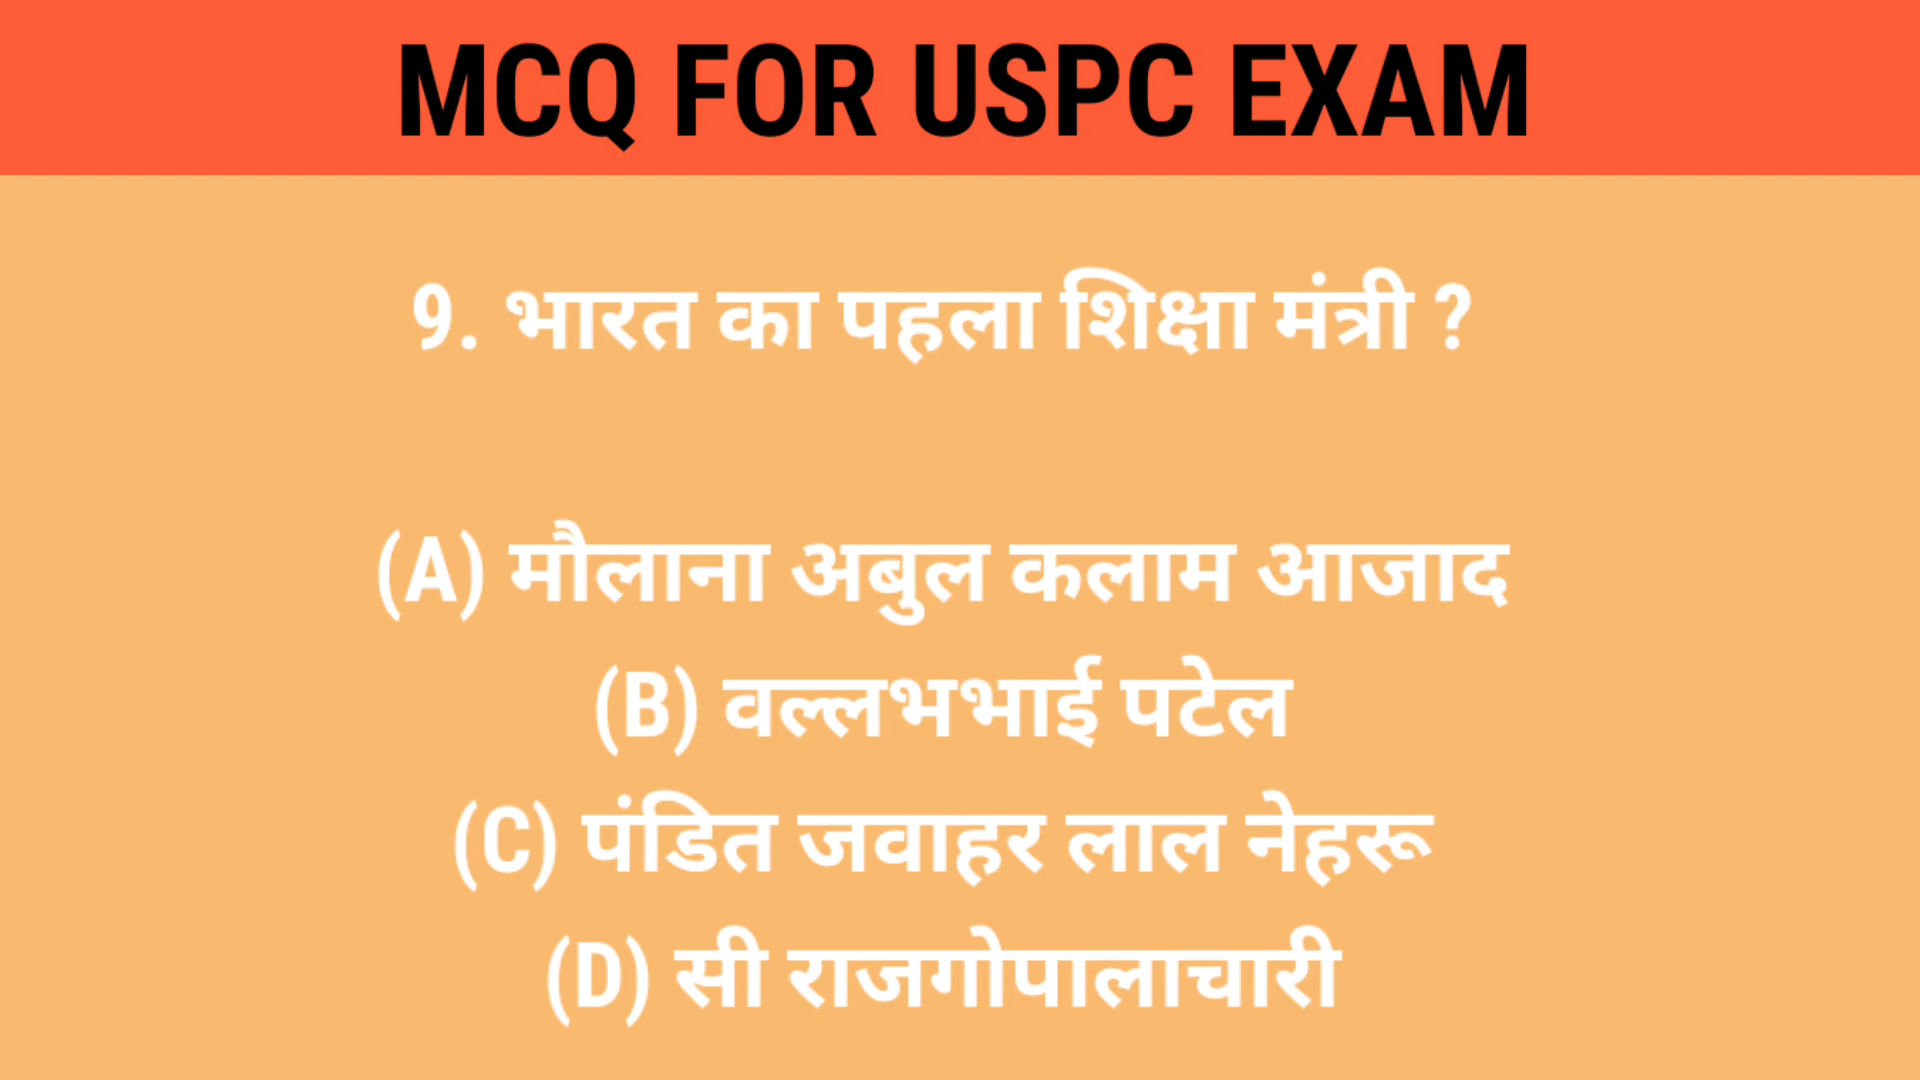 MCQ FOR USPC EXAM
9. भारत का पहला शिक्षा मंत्री ?
(A) मौलाना अबुल कलाम आजाद
(B) वल्लभभाई पटेल
(C) पंडित जवाहर लाल नेहरू
(D) सी राजगोपालाचारी